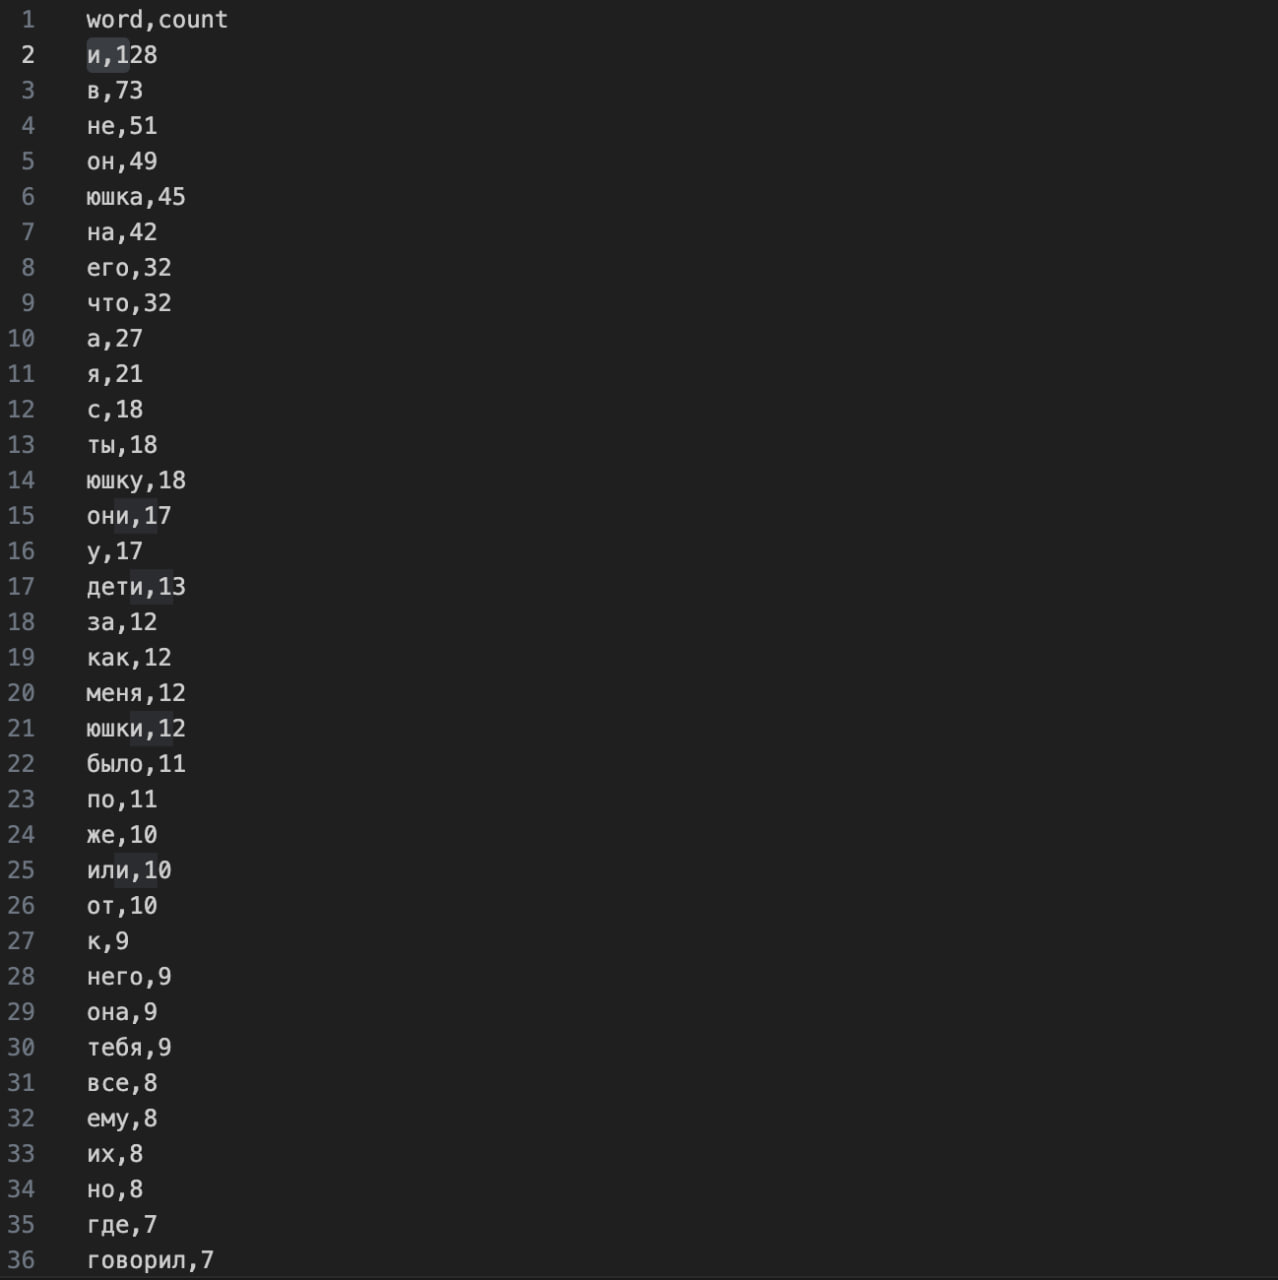 1 word,count
2 и,128
3 в,73
4 не,51
5 он,49
6 юшка,45
7 на,42
8 его,32
9 что,32
10 а,27
11 я,21
12 с,18
13 ты,18
14 юшку,18
15 они,17
16 у,17
17 дети,13
18 за,12
19 как,12
20 меня,12
21 юшки,12
22 было,11
23 по,11
24 же,10
25 или,10
26 от,10
27 к,9
28 него,9
29 она,9
30 тебя,9
31 все,8
32 ему,8
33 их,8
34 но,8
35 где,7
36 говорил,7